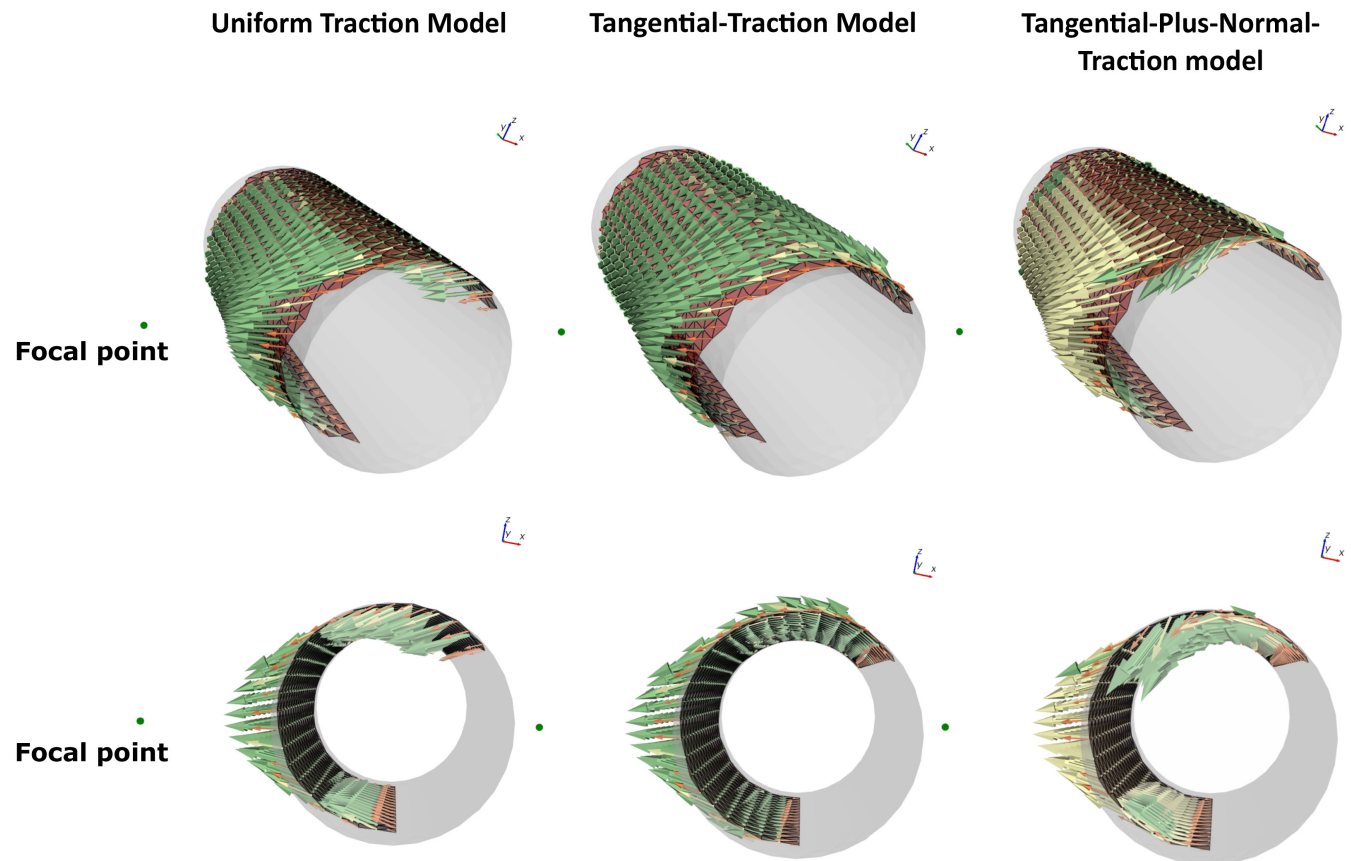 Uniform Traction Model
Tangential-Traction Model
Tangential-Plus-Normal-
Traction model
y z x
y z x
y z x
Focal point
z y x
z y x
z y x
Focal point